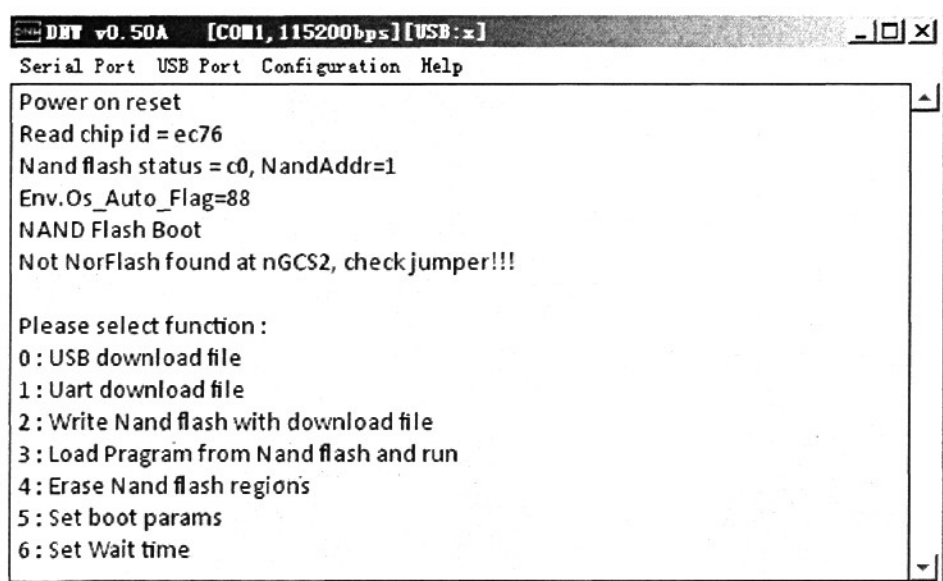 DNW v0.50A [COM1,115200bps][USB:x]
Serial Port USB Port Configuration Help
Power on reset
Read chip id = ec76
Nand flash status = c0, NandAddr=1
Env.Os_Auto_Flag=88
NAND Flash Boot
Not NorFlash found at nGCS2, check jumper!!!
Please select function :
0 : USB download file
1 : Uart download file
2 : Write Nand flash with download file
3 : Load Pragram from Nand flash and run
4 : Erase Nand flash regions
5 : Set boot params
6 : Set Wait time